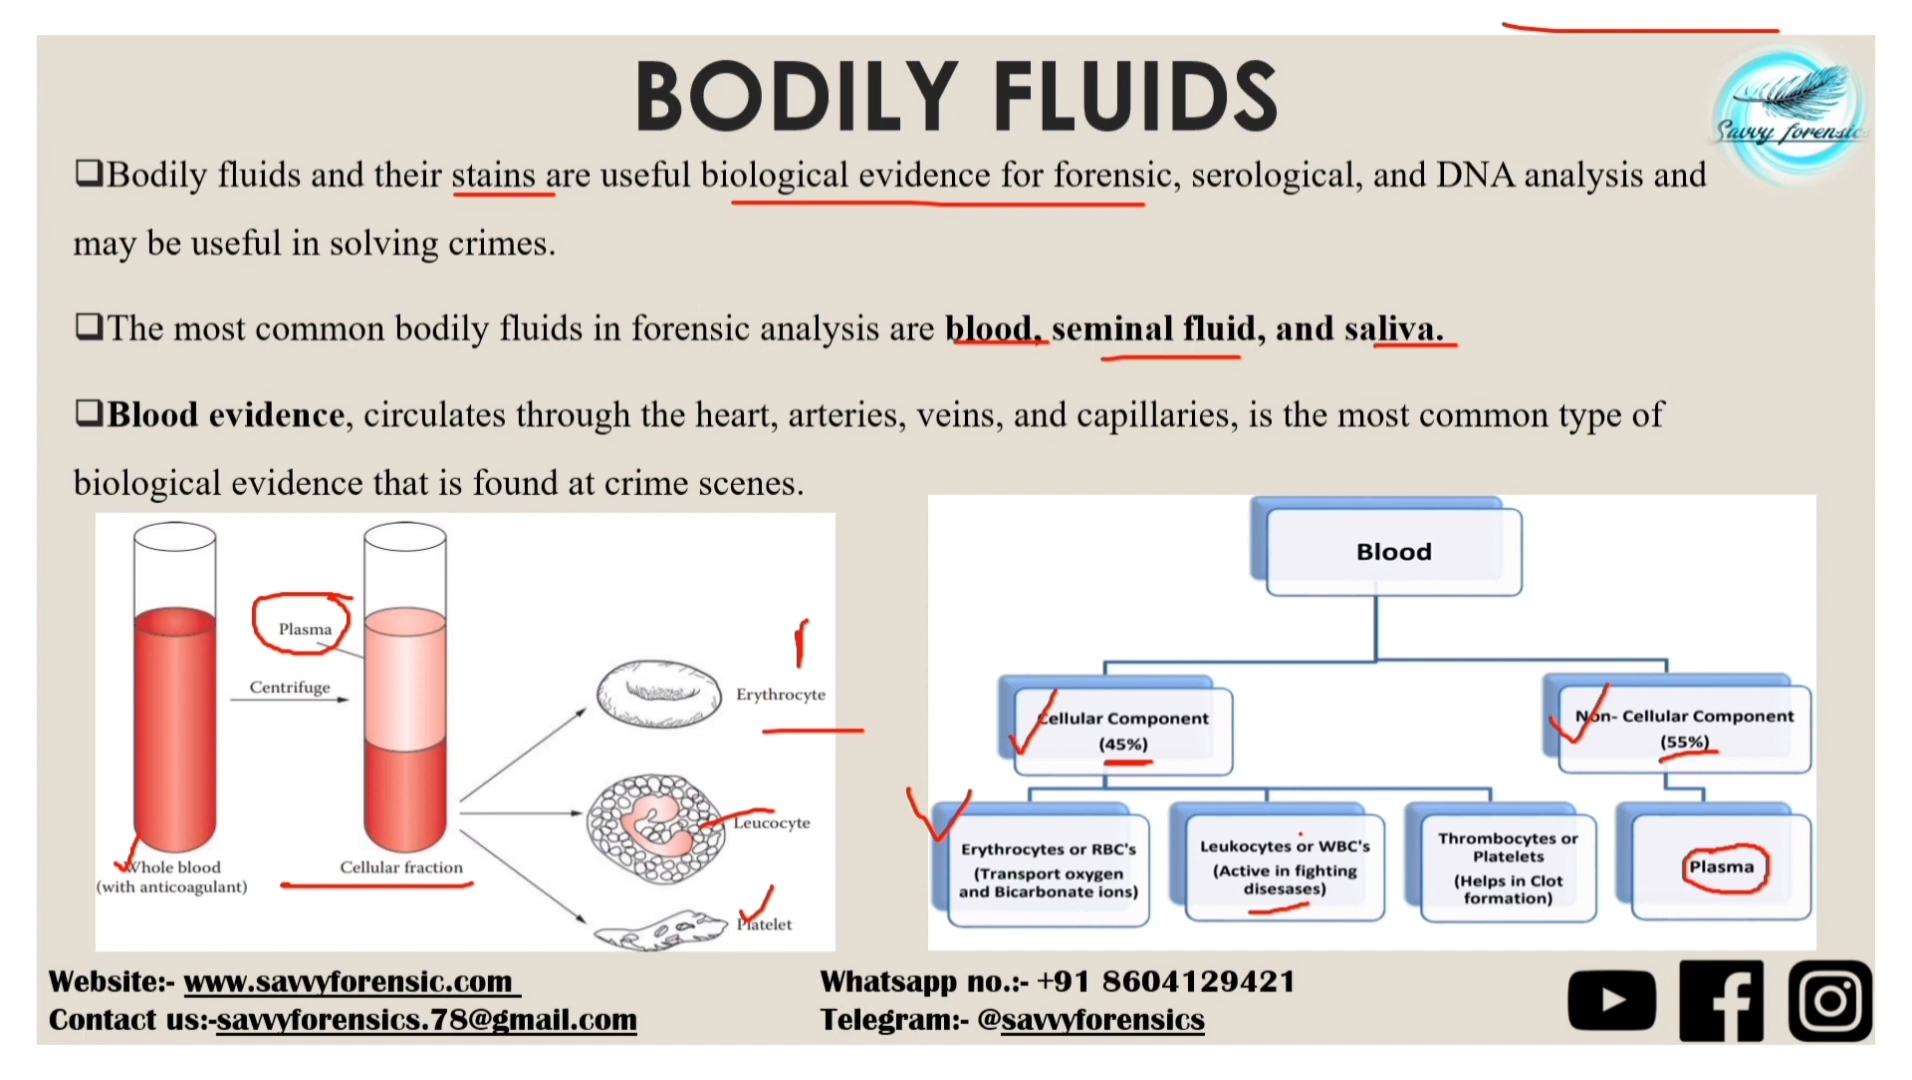 BODILY FLUIDS
Savvy forensic
❑Bodily fluids and their stains are useful biological evidence for forensic, serological, and DNA analysis and
may be useful in solving crimes.
❑The most common bodily fluids in forensic analysis are blood, seminal fluid, and saliva.
❑Blood evidence, circulates through the heart, arteries, veins, and capillaries, is the most common type of
biological evidence that is found at crime scenes.
Plasma
Centrifuge
Whole blood
(with anticoagulant)
Cellular fraction
Erythrocyte
Leucocyte
Platelet
Blood
Cellular Component
(45%)
Non- Cellular Component
(55%)
Erythrocytes or RBC's
(Transport oxygen
and Bicarbonate ions)
Leukocytes or WBC's
(Active in fighting
disesases)
Thrombocytes or
Platelets
(Helps in Clot
formation)
Plasma
Website:- www.savvyforensic.com
Contact us:-savvyforensics.78@gmail.com
Whatsapp no.:- +91 8604129421
Telegram:- @savvyforensics